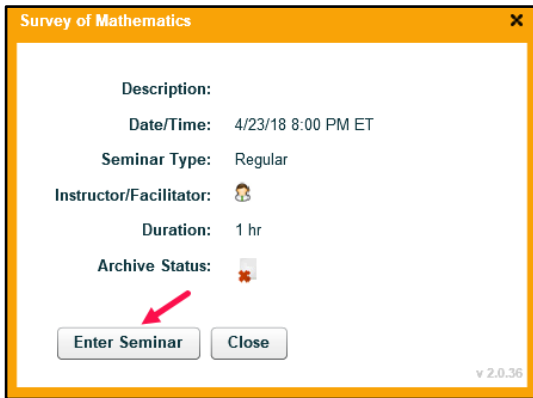 Survey of Mathematics
Description:
Date/Time: 4/23/18 8:00 PM ET
Seminar Type: Regular
Instructor/Facilitator:
Duration: 1 hr
Archive Status:
Enter Seminar Close
v 2.0.36